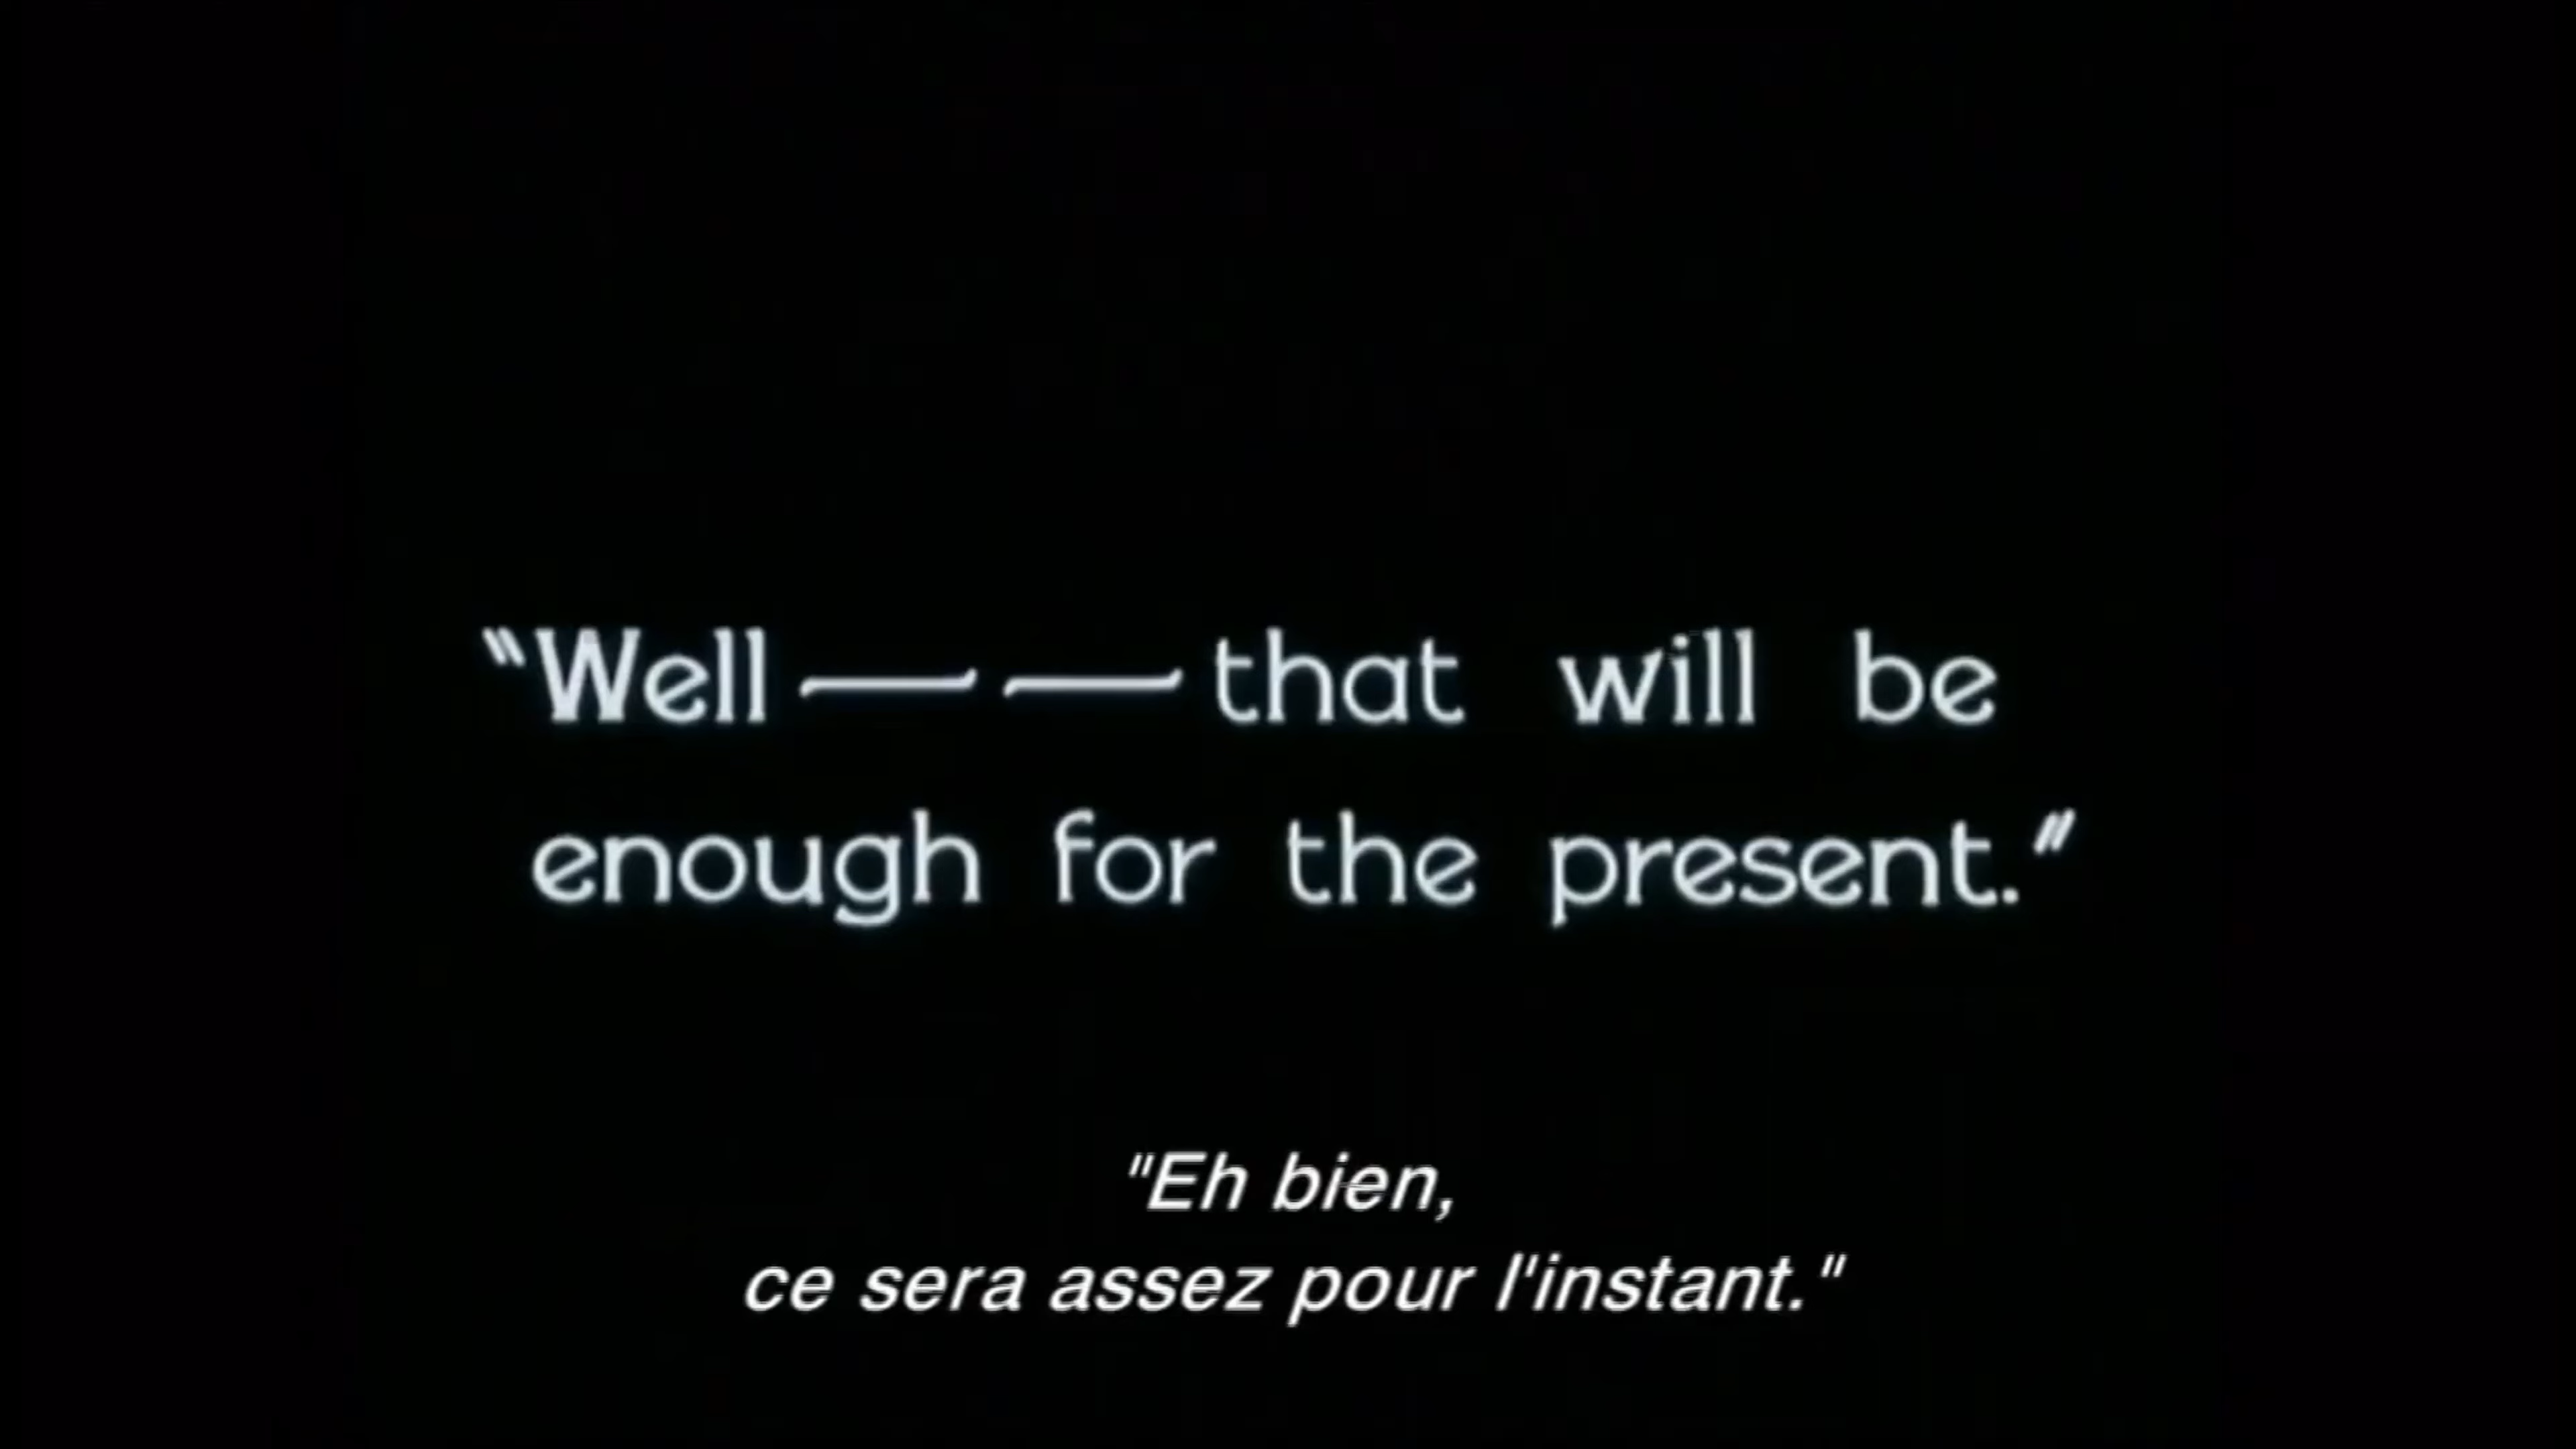 “Well — — that will be
enough for the present.”
"Eh bien,
ce sera assez pour l'instant."